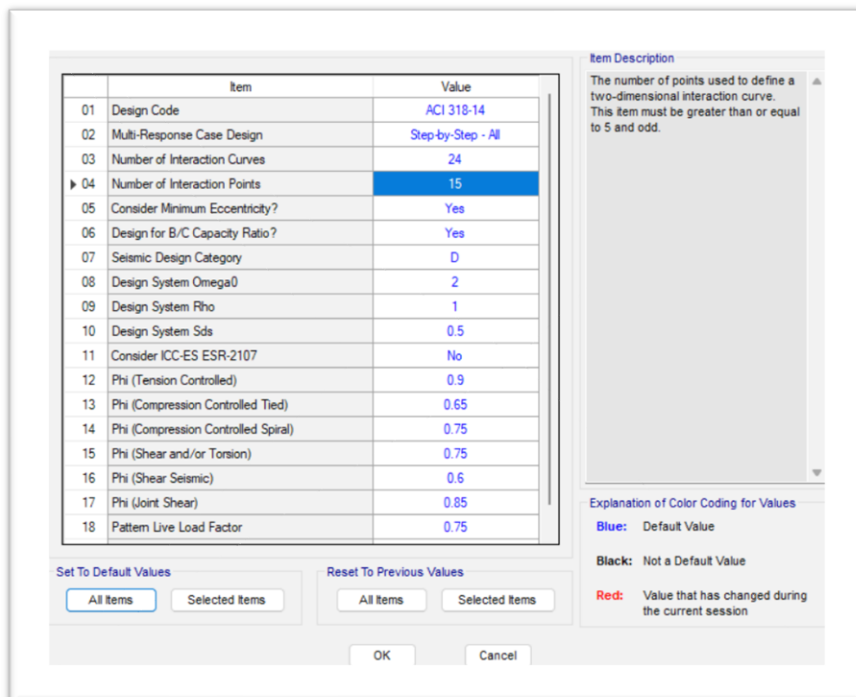 Item Value
01 Design Code ACI 318-14
02 Multi-Response Case Design Step-by-Step - All
03 Number of Interaction Curves 24
04 Number of Interaction Points 15
05 Consider Minimum Eccentricity? Yes
06 Design for B/C Capacity Ratio? Yes
07 Seismic Design Category D
08 Design System Omega0 2
09 Design System Rho 1
10 Design System Sds 0.5
11 Consider ICC-ES ESR-2107 No
12 Phi (Tension Controlled) 0.9
13 Phi (Compression Controlled Tied) 0.65
14 Phi (Compression Controlled Spiral) 0.75
15 Phi (Shear and/or Torsion) 0.75
16 Phi (Shear Seismic) 0.6
17 Phi (Joint Shear) 0.85
18 Pattern Live Load Factor 0.75
Set To Default Values
All Items Selected Items
Reset To Previous Values
All Items Selected Items
OK Cancel
Item Description
The number of points used to define a
two-dimensional interaction curve.
This item must be greater than or equal
to 5 and odd.
Explanation of Color Coding for Values
Blue: Default Value
Black: Not a Default Value
Red: Value that has changed during
the current session